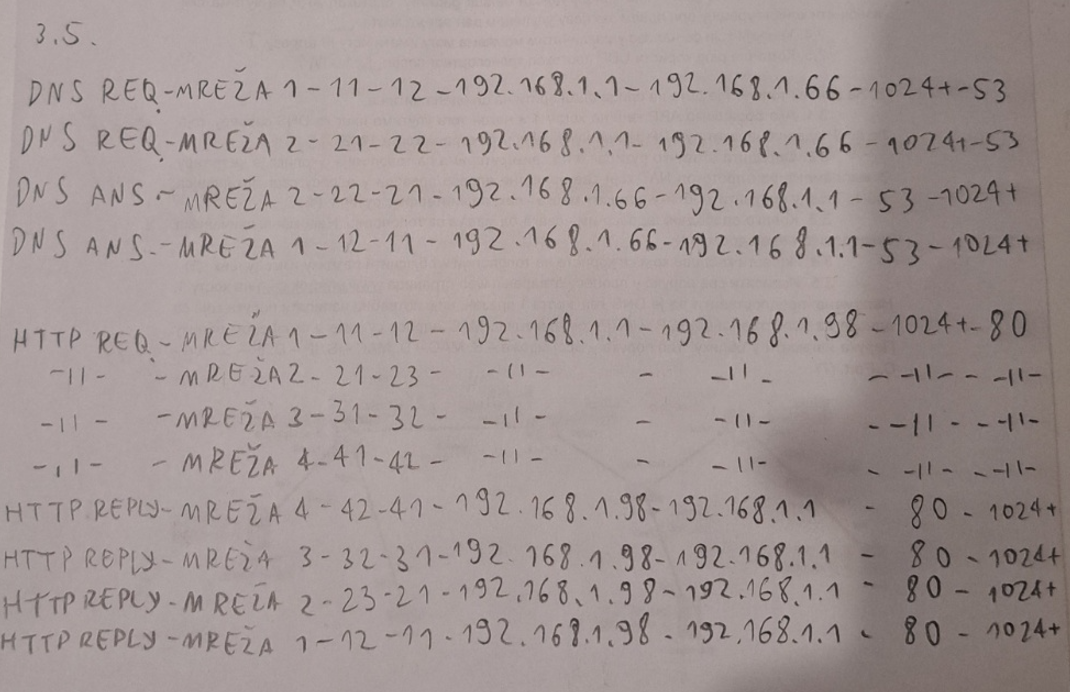 3.5.
DNS REQ-MREŽA 1-11-12-192.168.1.1-192.168.1.66-1024+-53
DNS REQ-MREŽA 2-21-22-192.168.1.1-192.168.1.66-1024+-53
DNS ANS.-MREŽA 2-22-21-192.168.1.66-192.168.1.1-53-1024+
DNS ANS.-MREŽA 1-12-11-192.168.1.66-192.168.1.1-53-1024+
HTTP REQ-MREŽA 1-11-12-192.168.1.1-192.168.1.98-1024+-80
-11- -MREŽA 2-21-23- -11- - -11- - -11- - -11-
-11- -MREŽA 3-31-32- -11- - -11- - -11- - -11-
-11- -MREŽA 4-41-42- -11- - -11- - -11- - -11-
HTTP REPLY-MREŽA 4-42-41-192.168.1.98-192.168.1.1 - 80-1024+
HTTP REPLY-MREŽA 3-32-31-192.168.1.98-192.168.1.1 - 80-1024+
HTTP REPLY-MREŽA 2-23-21-192.168.1.98-192.168.1.1 - 80-1024+
HTTP REPLY-MREŽA 1-12-11-192.168.1.98-192.168.1.1 - 80-1024+